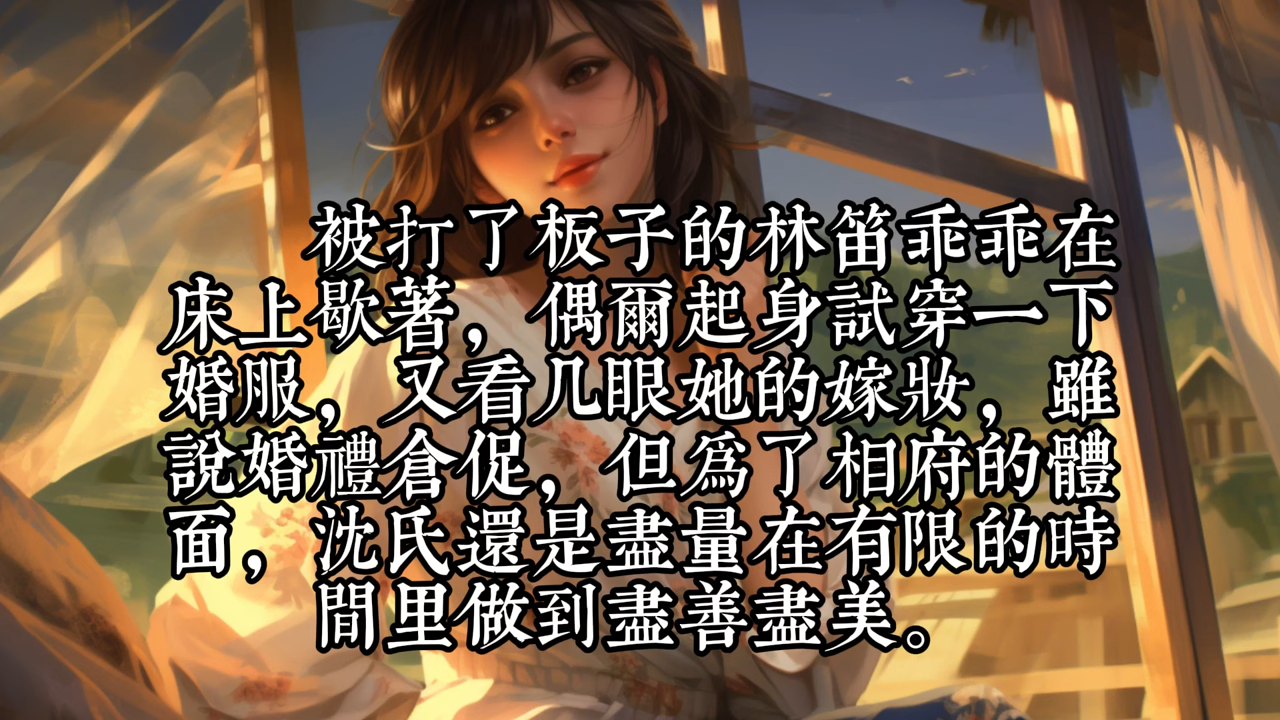 被打了板子的林笛乖乖在
床上歇著，偶爾起身試穿一下
婚服，又看几眼她的嫁妝，雖
說婚禮倉促，但爲了相府的體
面，沈氏還是盡量在有限的時
間里做到盡善盡美。